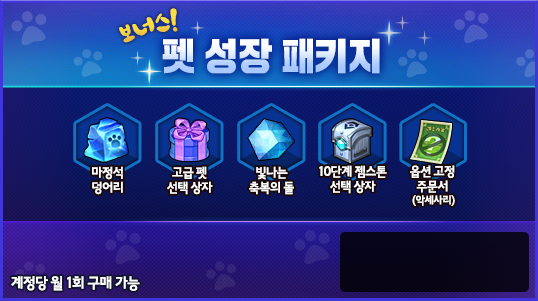 보너스!
펫 성장 패키지
마정석
덩어리
고급 펫
선택 상자
빛나는
축복의 돌
10단계 젬스톤
선택 상자
옵션 고정
주문서
(악세사리)
계정당 월 1회 구매 가능